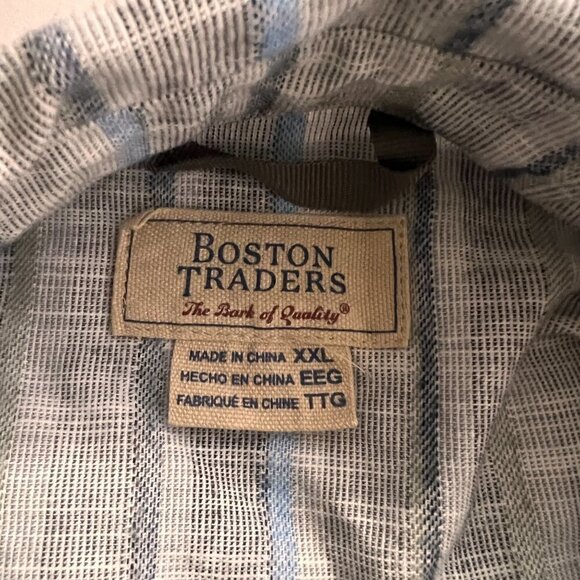 BOSTON
TRADERS
The Bark of Quality®
MADE IN CHINA XXL
HECHO EN CHINA EEG
FABRIQUÉ EN CHINE TTG